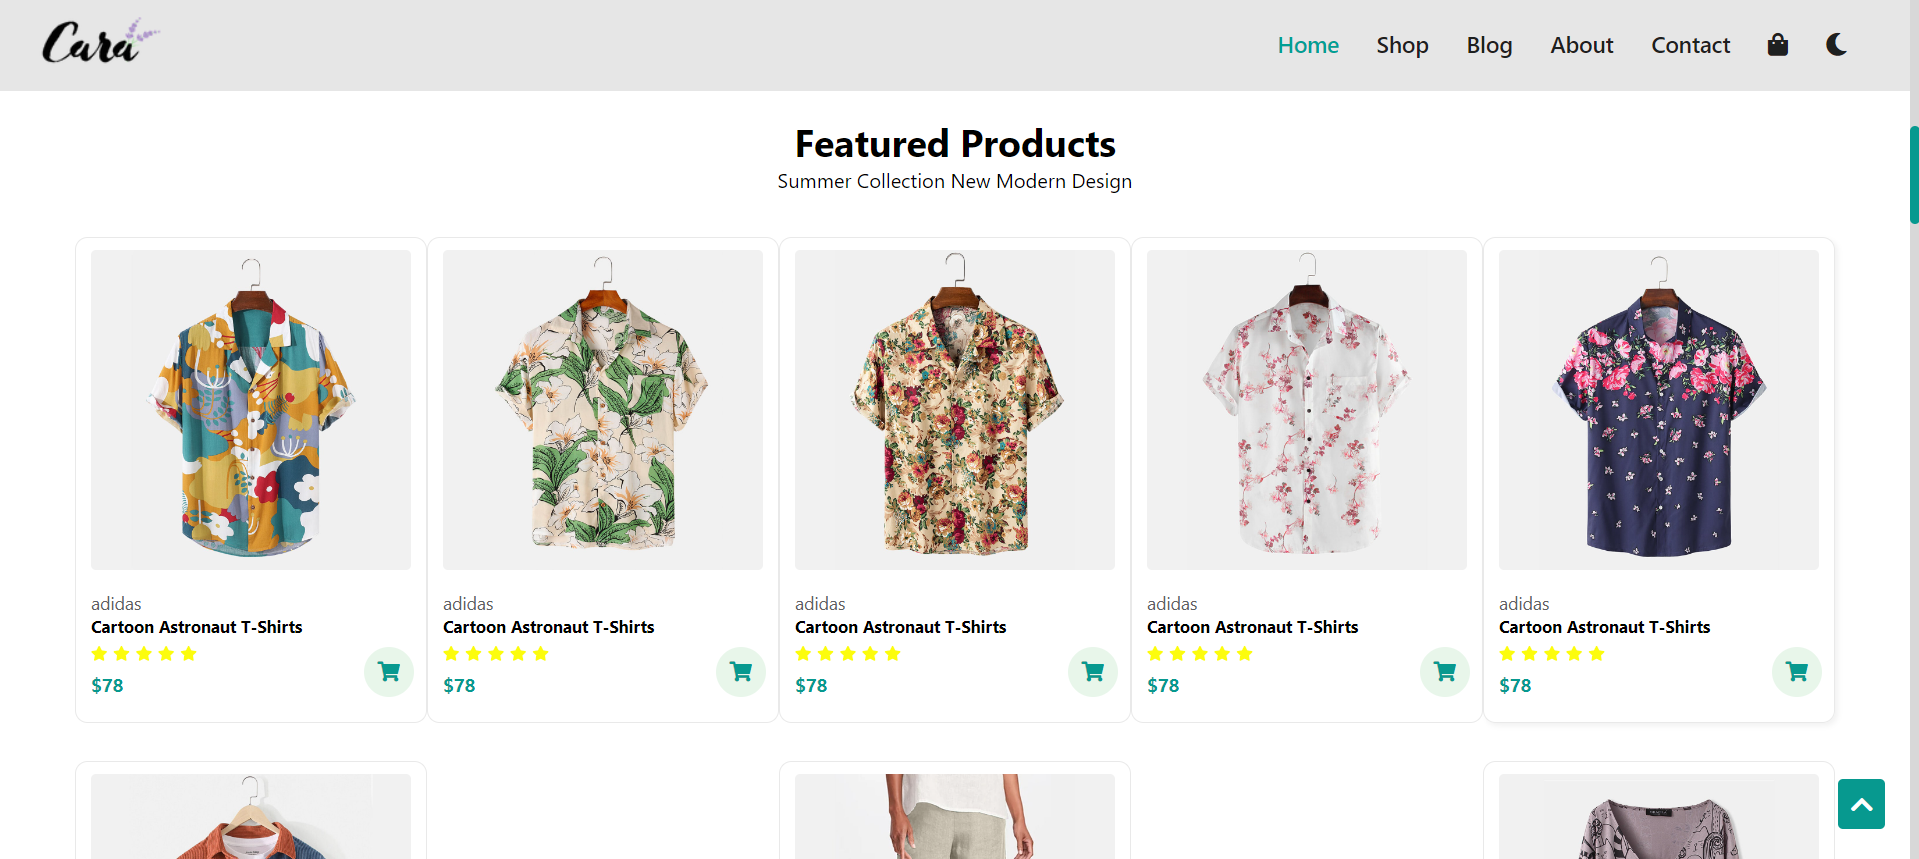 Cara
Home Shop Blog About Contact
Featured Products
Summer Collection New Modern Design
adidas
Cartoon Astronaut T-Shirts
$78
adidas
Cartoon Astronaut T-Shirts
$78
adidas
Cartoon Astronaut T-Shirts
$78
adidas
Cartoon Astronaut T-Shirts
$78
adidas
Cartoon Astronaut T-Shirts
$78